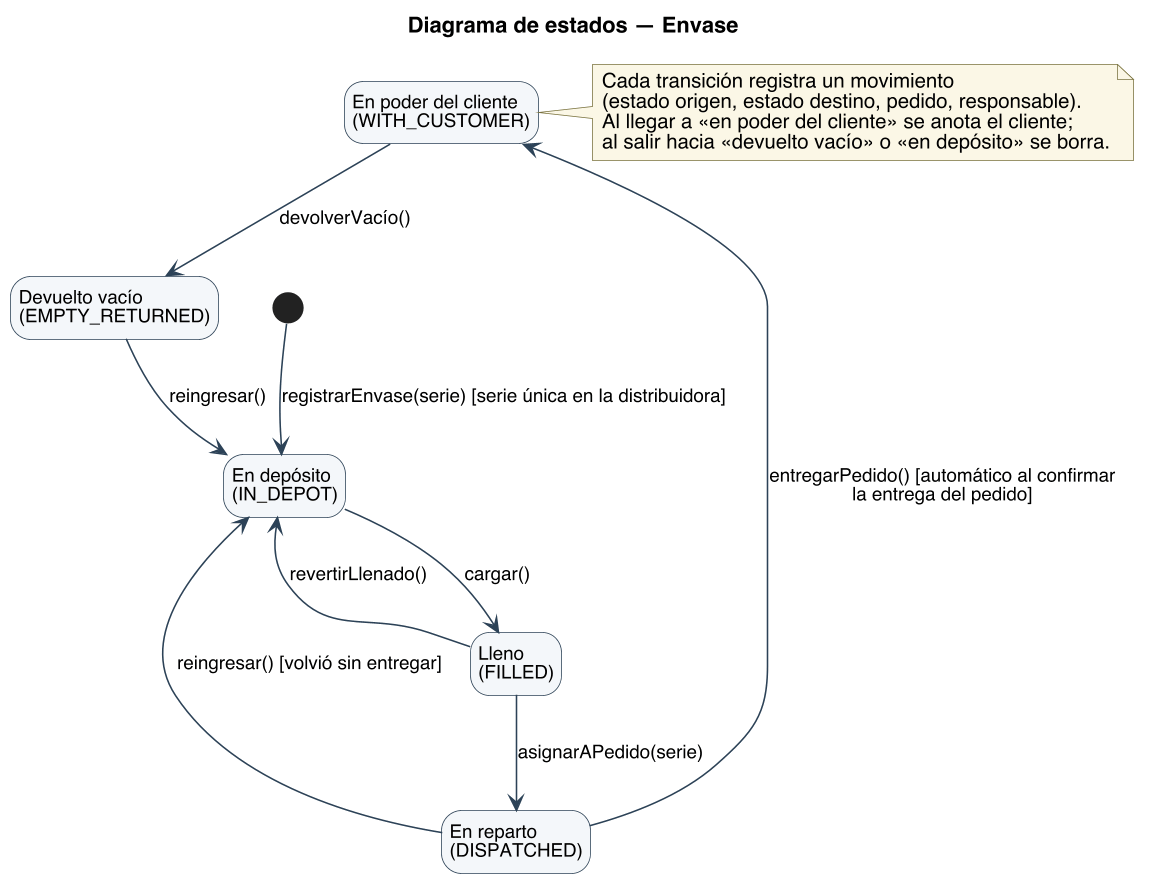 Diagrama de estados — Envase
En poder del cliente
(WITH_CUSTOMER)
Cada transición registra un movimiento
(estado origen, estado destino, pedido, responsable).
Al llegar a «en poder del cliente» se anota el cliente;
al salir hacia «devuelto vacío» o «en depósito» se borra.
devolverVacío()
Devuelto vacío
(EMPTY_RETURNED)
reingresar()
registrarEnvase(serie) [serie única en la distribuidora]
En depósito
(IN_DEPOT)
entregarPedido() [automático al confirmar
la entrega del pedido]
revertirLlenado()
cargar()
Lleno
(FILLED)
reingresar() [volvió sin entregar]
asignarAPedido(serie)
En reparto
(DISPATCHED)